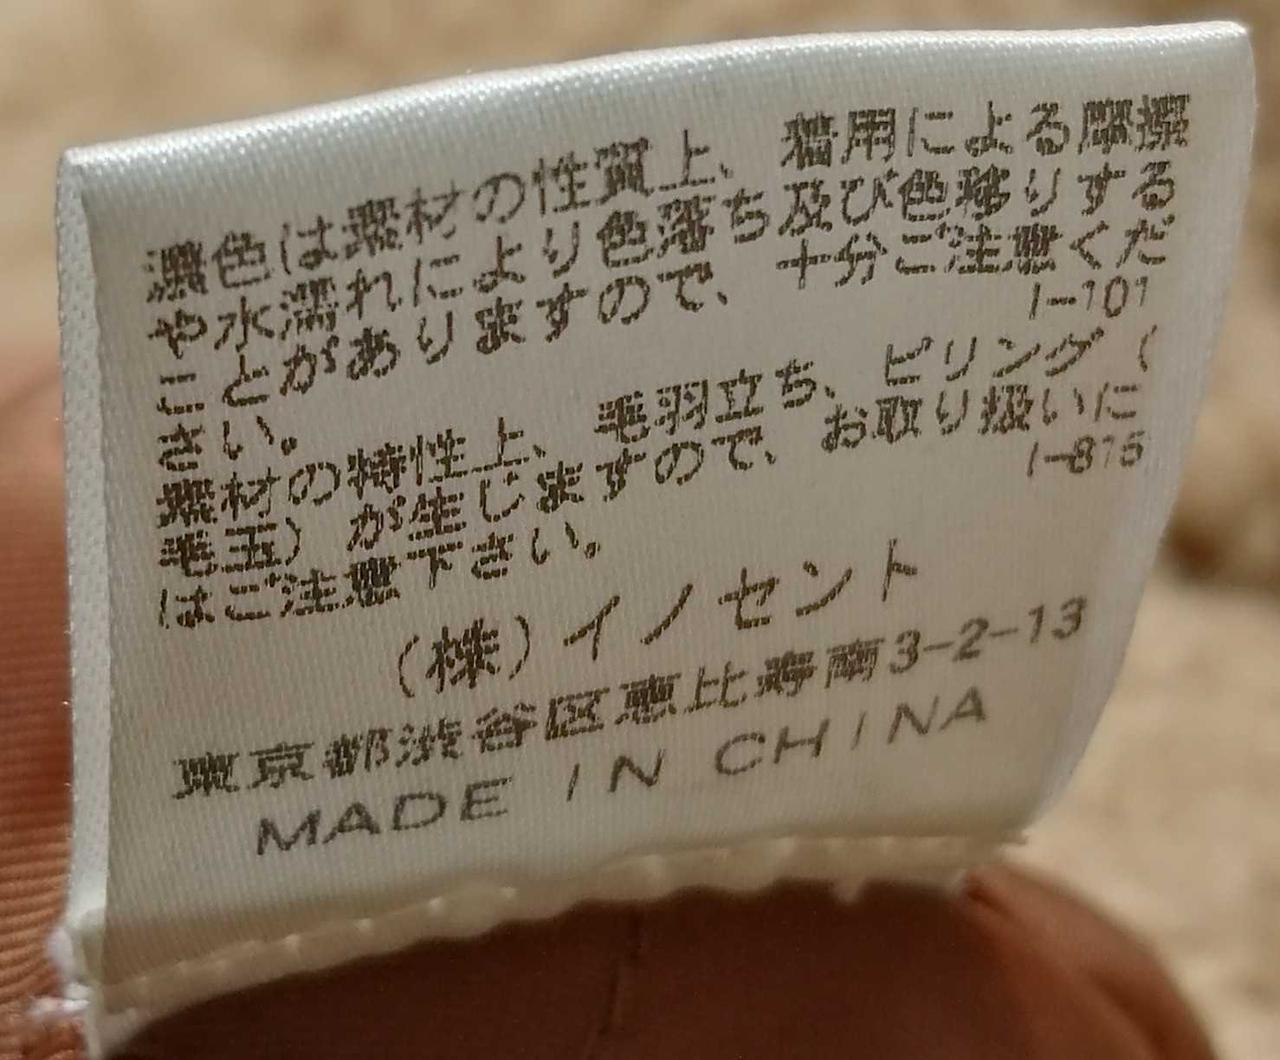 濃色は素材の性質上、着用による摩擦
や水濡れにより色落ち及び色移りする
ことがありますので、十分ご注意くだ
さい。
I-101
素材の特性上、毛羽立ち、ピリング（
毛玉）が生じますので、お取り扱いに
はご注意下さい。
I-815
（株）イノセント
東京都渋谷区恵比寿南3-2-13
MADE IN CHINA